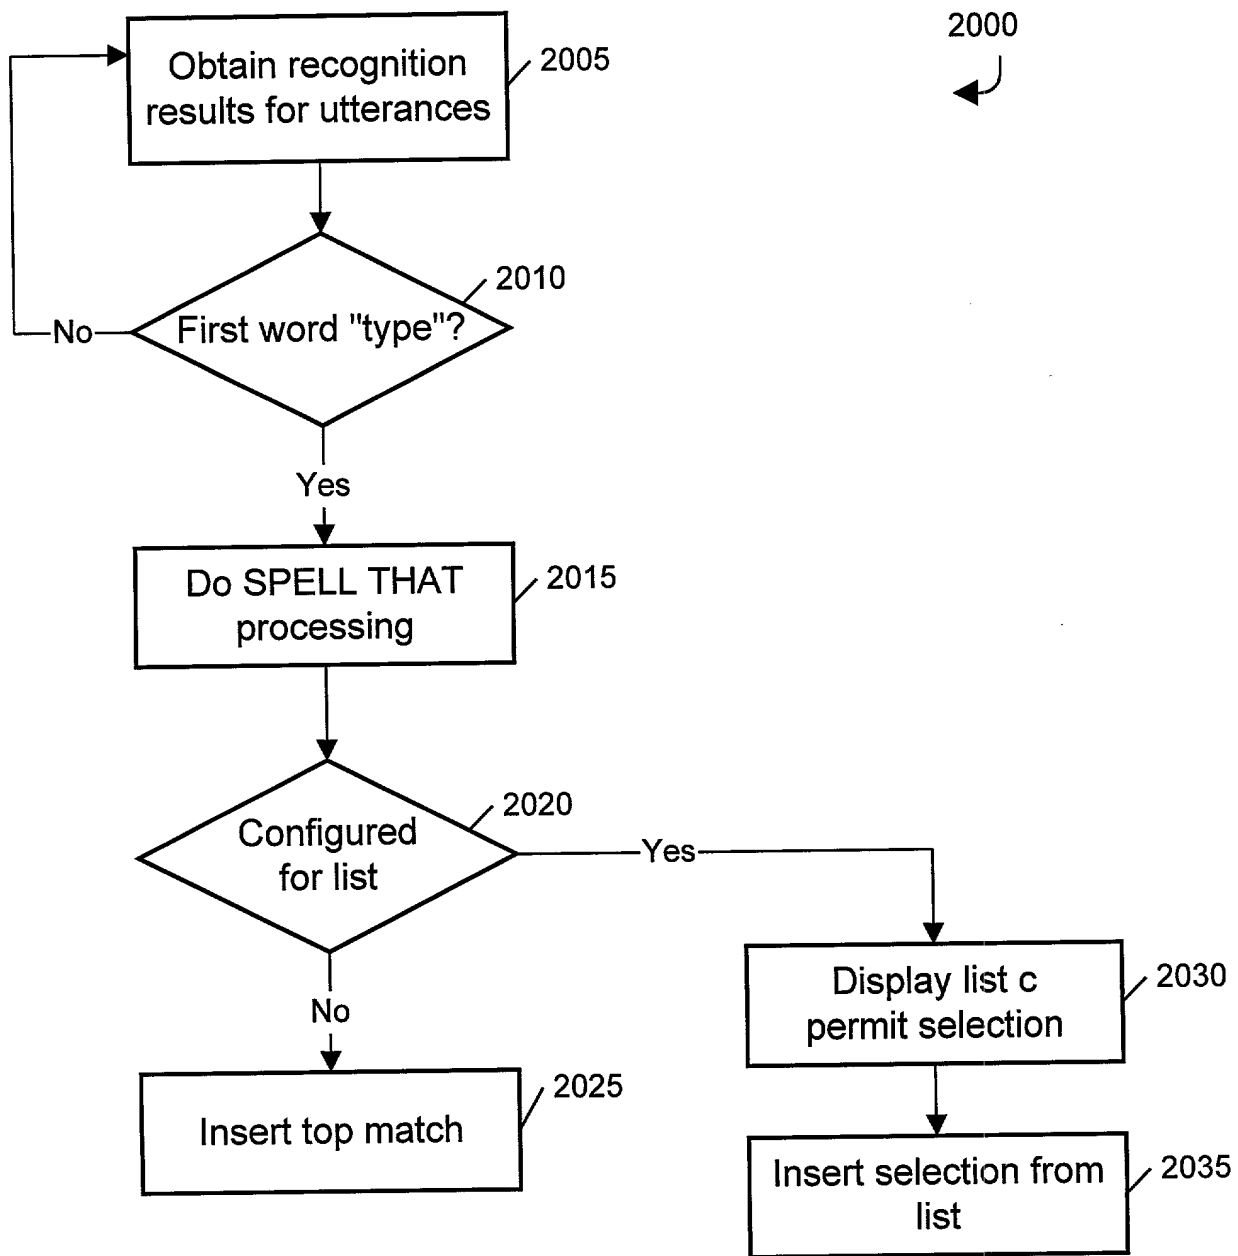 2000
Obtain recognition
results for utterances
2005
2010
First word "type"?
No
Yes
Do SPELL THAT
processing
2015
2020
Configured
for list
Yes
No
Display list c
permit selection
2030
Insert top match
2025
Insert selection from
list
2035